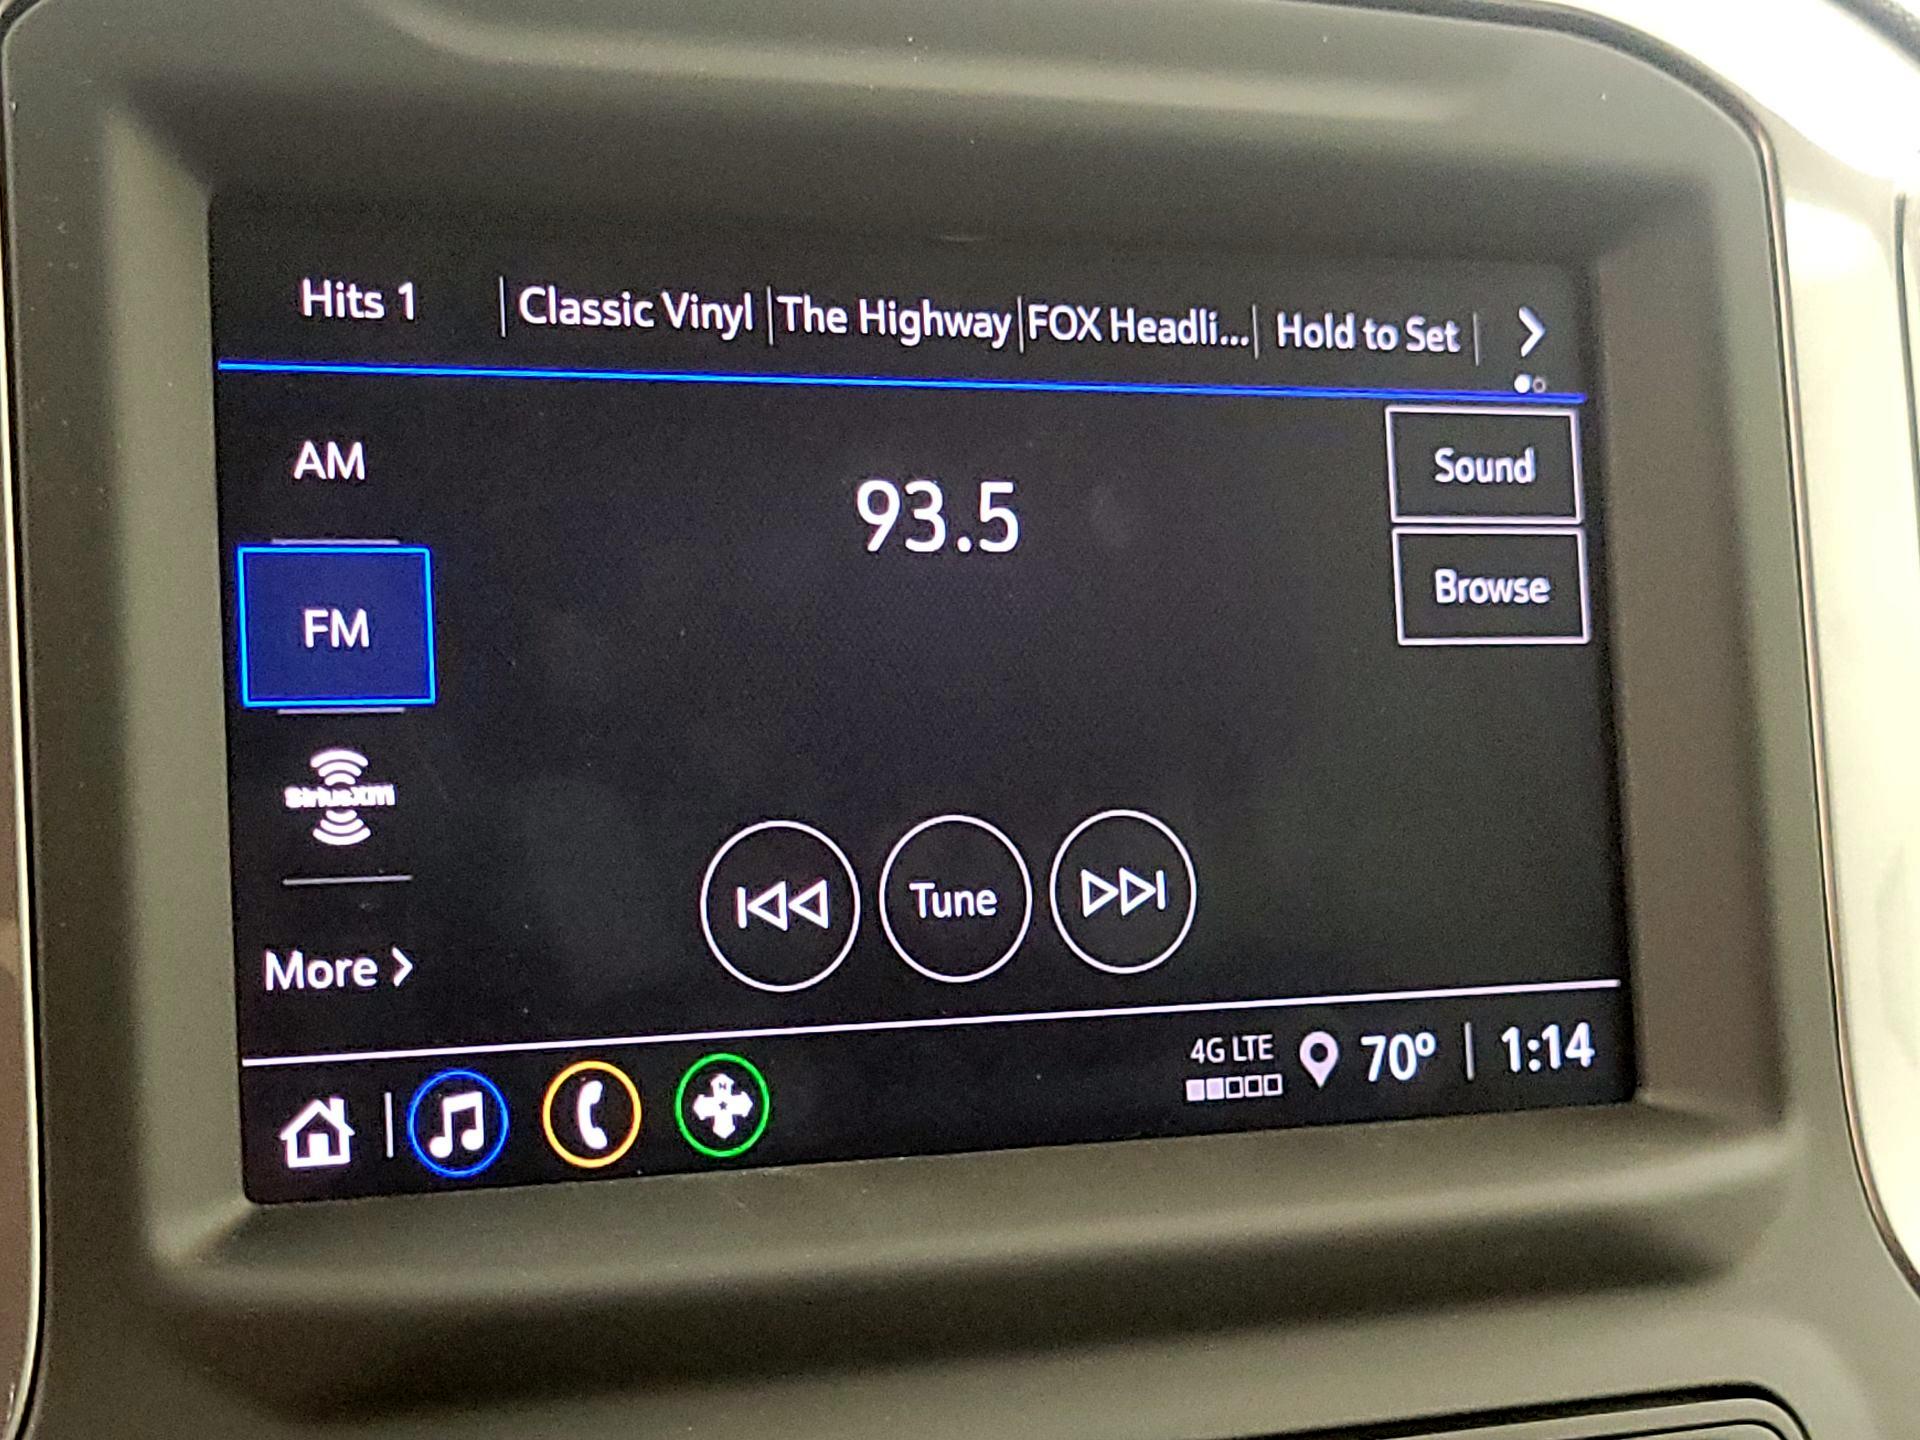 Hits 1 Classic Vinyl The Highway FOX Headli... Hold to Set
AM
93.5
Sound
Browse
FM
SiriusXM
Tune
More
4G LTE 70° 1:14
N